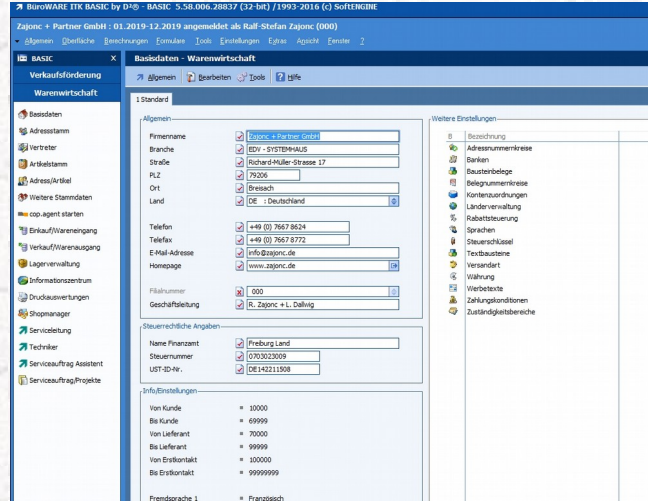 BüroWARE ITK BASIC by D³® - BASIC 5.58.006.28837 (32-bit) /1993-2016 (c) SoftENGINE
Zajonc + Partner GmbH : 01.2019-12.2019 angemeldet als Ralf-Stefan Zajonc (000)
Allgemein Oberfläche Berechnungen Formulare Tools Einstellungen Extras Ansicht Fenster ?
BASIC X
Verkaufsförderung
Warenwirtschaft
Basisdaten
Adressstamm
Vertreter
Artikelstamm
Adress/Artikel
Weitere Stammdaten
cop.agent starten
Einkauf/Wareneingang
Verkauf/Warenausgang
Lagerverwaltung
Informationszentrum
Druckauswertungen
Shopmanager
Serviceleitung
Techniker
Serviceauftrag Assistent
Serviceauftrag/Projekte
Basisdaten - Warenwirtschaft
Allgemein Bearbeiten Tools Hilfe
1 Standard
Allgemein
Firmenname Zajonc + Partner GmbH
Branche EDV - SYSTEMHAUS
Straße Richard-Müller-Strasse 17
PLZ 79206
Ort Breisach
Land DE : Deutschland
Telefon +49 (0) 7667 8624
Telefax +49 (0) 7667 8772
E-Mail-Adresse info@zajonc.de
Homepage www.zajonc.de
Filialnummer 000
Geschäftsleitung R. Zajonc + L. Dallwig
Steuerrechtliche Angaben
Name Finanzamt Freiburg Land
Steuernummer 0703023009
UST-ID-Nr. DE142211508
Info/Einstellungen
Von Kunde = 10000
Bis Kunde = 69999
Von Lieferant = 70000
Bis Lieferant = 99999
Von Erstkontakt = 100000
Bis Erstkontakt = 99999999
Fremdsprache 1 = Französisch
Weitere Einstellungen
B Bezeichnung
Adressnummernkreise
Banken
Bausteinbelege
Belegnummernkreise
Kontenzuordnungen
Länderverwaltung
Rabattsteuerung
Sprachen
Steuerschlüssel
Textbausteine
Versandart
Währung
Werbetexte
Zahlungskonditionen
Zuständigkeitsbereiche